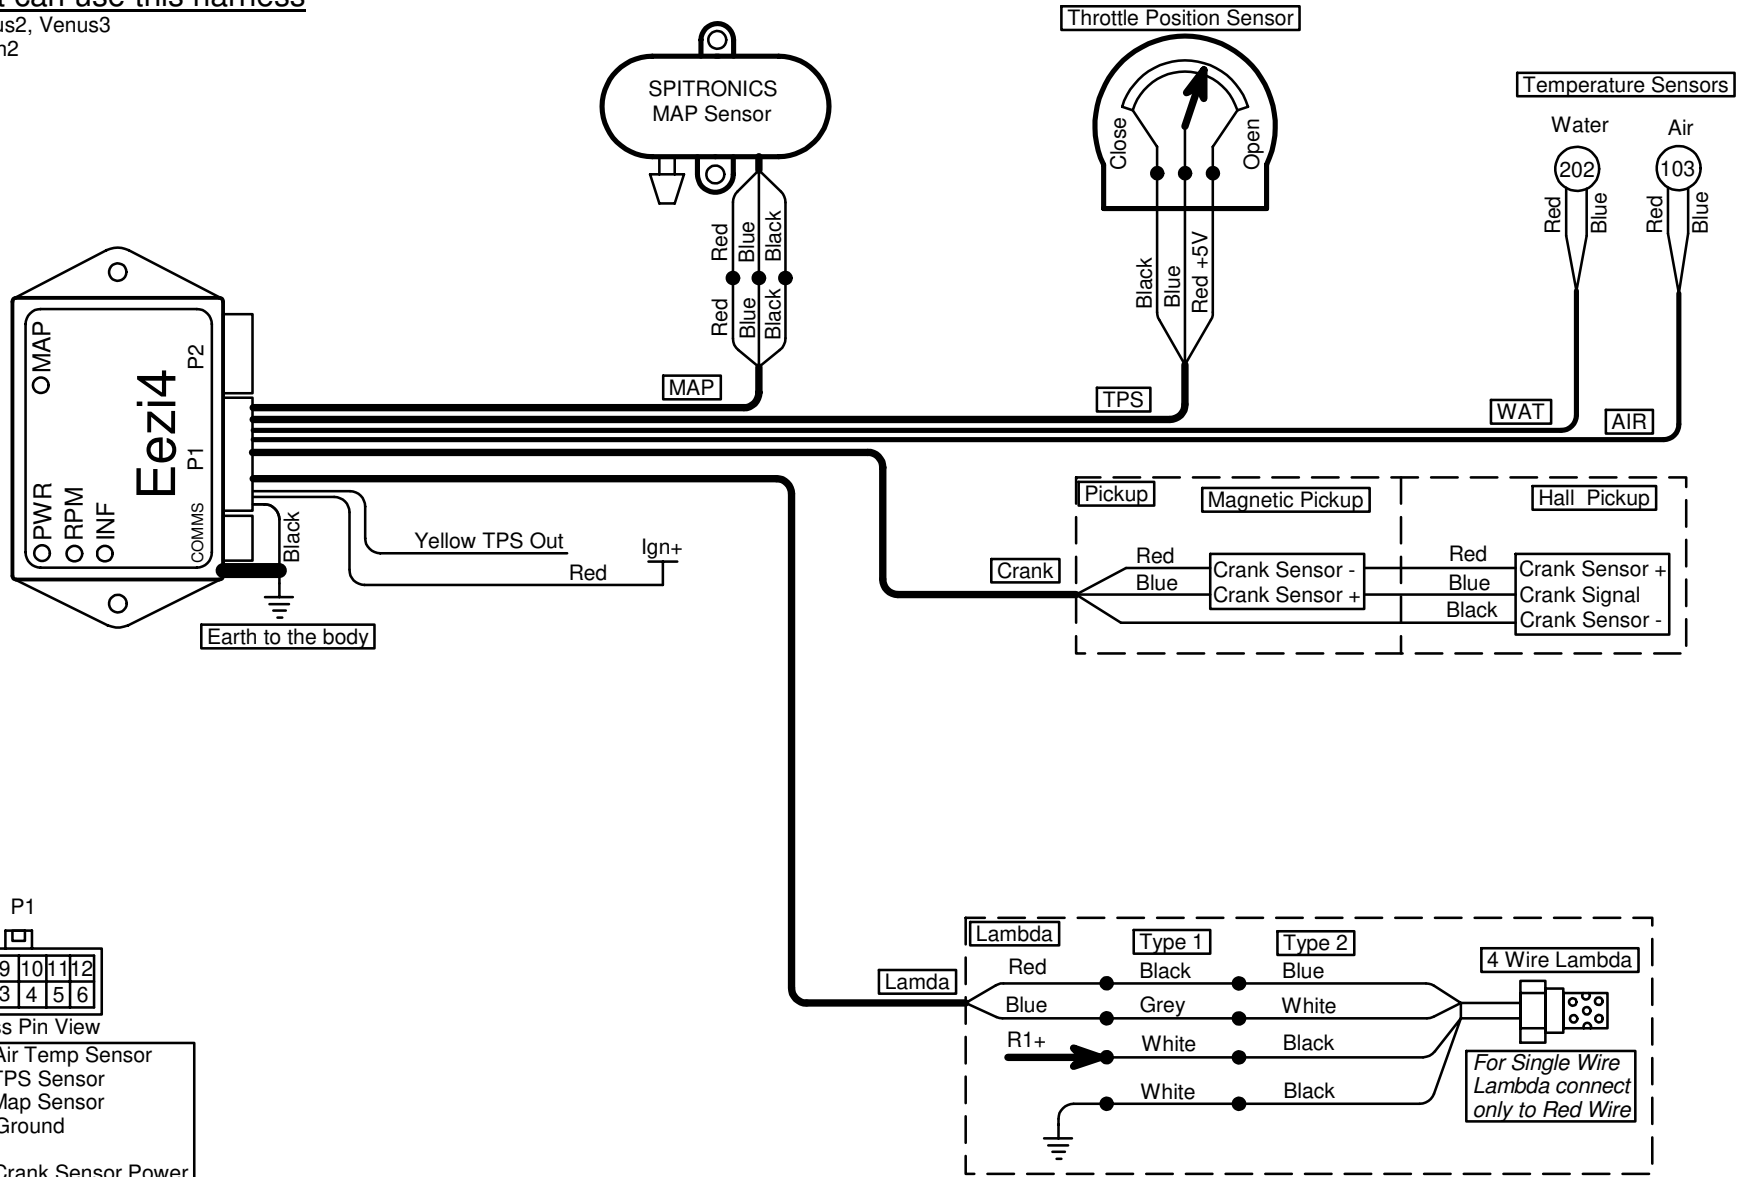 can use this harness
us2, Venus3
Throttle Position Sensor
SPITRONICS
MAP Sensor
Close
Open
Temperature Sensors
Water
Air
202
103
Red
Blue
Red
Blue
Red
Blue
Black
Red
Blue
Black
Black
Blue
Red +5V
MAP
TPS
WAT
AIR
MAP
P2
Eezi4
P1
PWR
RPM
INF
COMMS
Black
Yellow TPS Out
Ign+
Red
Earth to the body
Pickup
Magnetic Pickup
Hall Pickup
Crank
Red
Blue
Crank Sensor -
Crank Sensor +
Red
Blue
Black
Crank Sensor +
Crank Signal
Crank Sensor -
P1
9 10 11 12
3 4 5 6
Pin View
Air Temp Sensor
TPS Sensor
Map Sensor
Ground
Crank Sensor Power
Lamda
Lambda
Type 1
Type 2
4 Wire Lambda
Red
Black
Blue
Blue
Grey
White
R1+
White
Black
White
Black
For Single Wire
Lambda connect
only to Red Wire